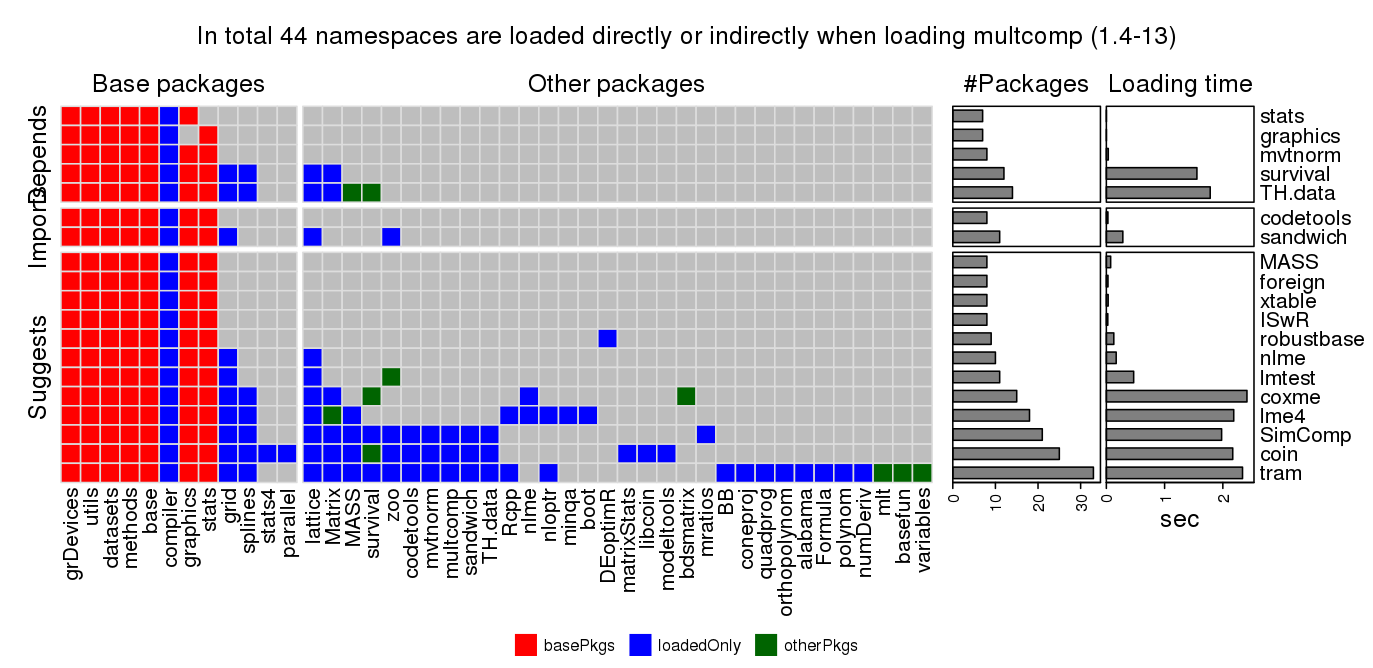 In total 44 namespaces are loaded directly or indirectly when loading multcomp (1.4-13)
Base packages
Other packages
#Packages
Loading time
Depends
Imports
Suggests
stats
graphics
mvtnorm
survival
TH.data
codetools
sandwich
MASS
foreign
xtable
ISwR
robustbase
nlme
lmtest
coxme
lme4
SimComp
coin
tram
grDevices
utils
datasets
methods
base
compiler
graphics
stats
grid
splines
stats4
parallel
lattice
Matrix
MASS
survival
zoo
codetools
mvtnorm
multcomp
sandwich
TH.data
Rcpp
nlme
nloptr
minqa
boot
DEoptimR
matrixStats
libcoin
modeltools
bdsmatrix
mratios
BB
coneproj
quadprog
orthopolynom
alabama
Formula
polynom
numDeriv
mlt
basefun
variables
0 10 20 30
0 1 2
sec
basePkgs loadedOnly otherPkgs